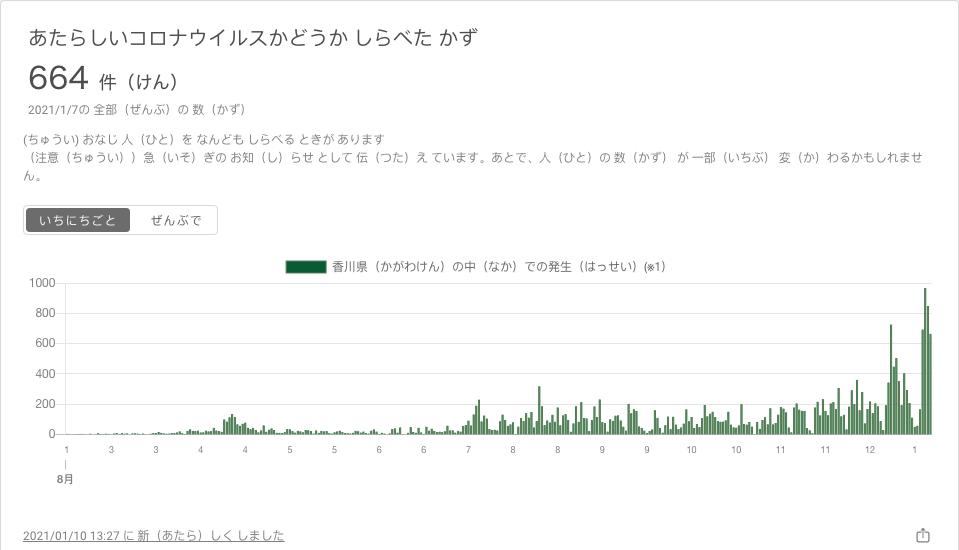 あたらしいコロナウイルスかどうか しらべた かず
664 件（けん）
2021/1/7の 全部（ぜんぶ）の 数（かず）
(ちゅうい) おなじ 人（ひと）を なんども しらべる ときが あります
（注意（ちゅうい））急（いそ）ぎの お知（し）らせ として 伝（つた）え ています。あとで、人（ひと）の 数（かず） が 一部（いちぶ） 変（か）わるかもしれませ
ん。
いちにちごと ぜんぶで
香川県（かがわけん）の中（なか）での発生（はっせい）(※1)
1000
800
600
400
200
0
1 3 3 4 4 5 5 6 6 7 8 8 9 9 10 10 11 11 12 1
8月
2021/01/10 13:27 に 新（あたら）しく しました